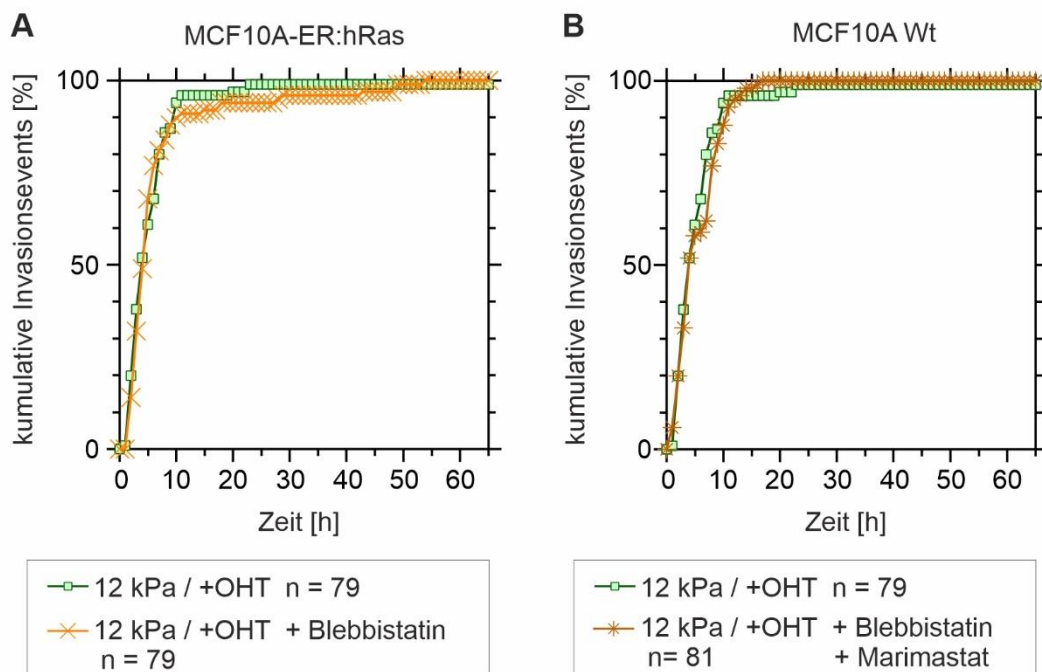 A
MCF10A-ER:hRas
kumulative Invasionsevents [%]
100
50
0
0 10 20 30 40 50 60
Zeit [h]
12 kPa / +OHT n = 79
12 kPa / +OHT + Blebbistatin
n = 79
B
MCF10A Wt
kumulative Invasionsevents [%]
100
50
0
0 10 20 30 40 50 60
Zeit [h]
12 kPa / +OHT n = 79
12 kPa / +OHT + Blebbistatin
n= 81 + Marimastat